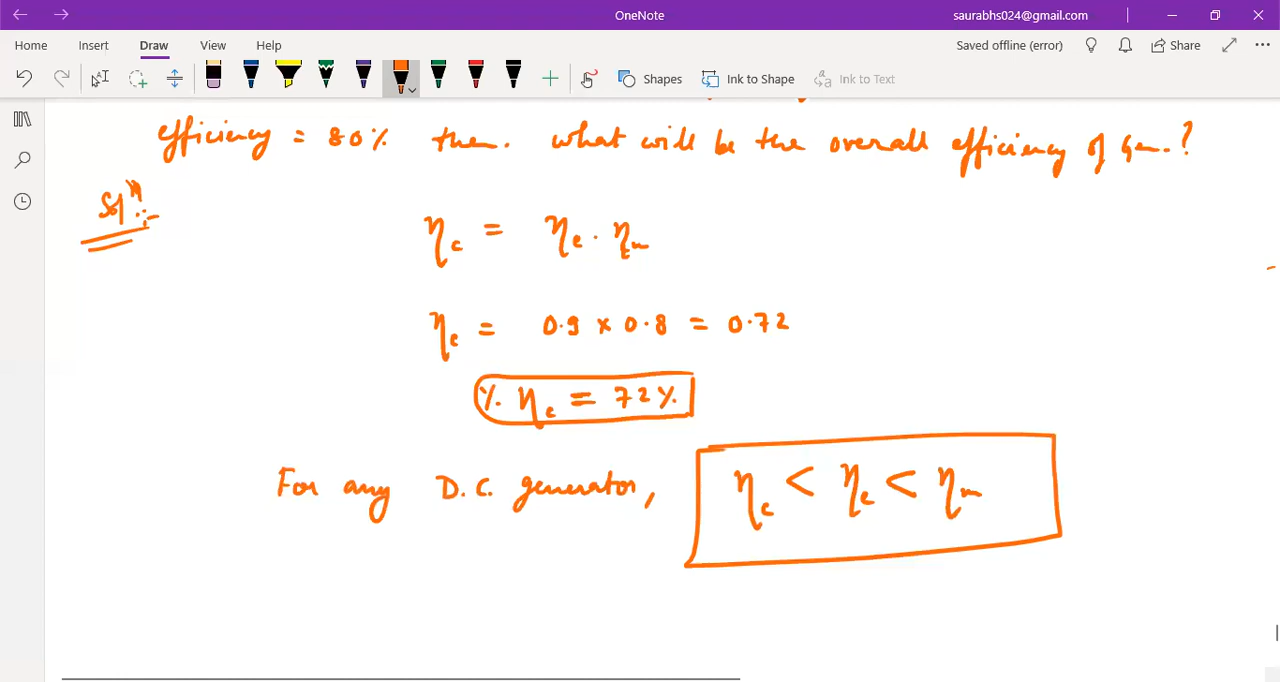 OneNote
saurabhs024@gmail.com
Home Insert Draw View Help
Saved offline (error)
Share
Shapes
Ink to Shape
Ink to Text
efficiency = 80% then. what will be the overall efficiency of Gen.?
Solⁿ:-
ηc = ηe · ηm
ηc = 0.9 × 0.8 = 0.72
%. ηc = 72%.
For any D.C. generator, ηc < ηe < ηm